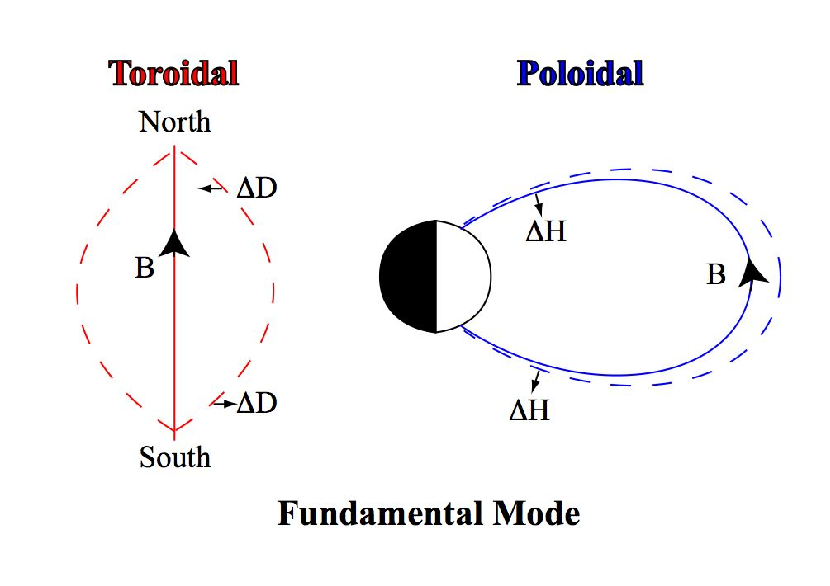 Toroidal
Poloidal
North
ΔD
B
ΔD
South
ΔH
B
ΔH
Fundamental Mode